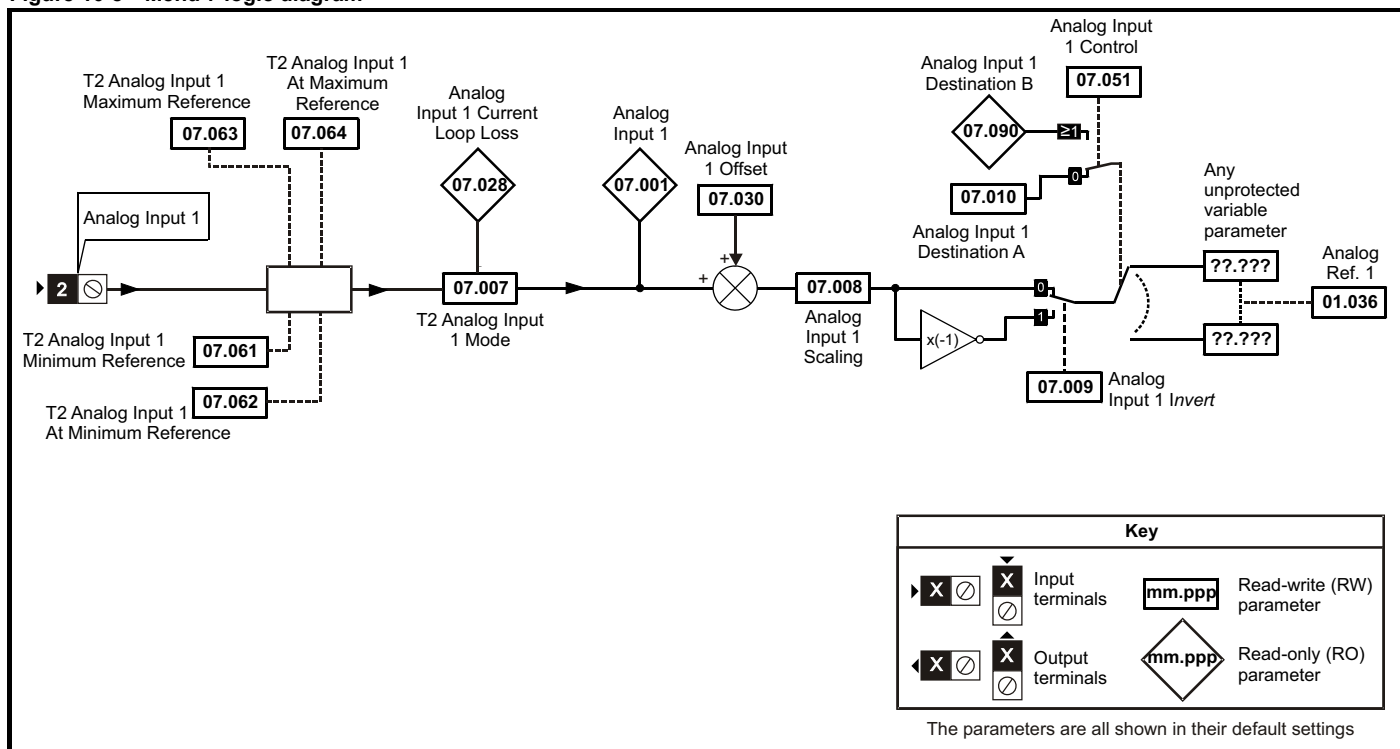 T2 Analog Input 1
Maximum Reference
07.063
T2 Analog Input 1
At Maximum
Reference
07.064
Analog
Input 1 Current
Loop Loss
07.028
Analog
Input 1
07.001
Analog Input
1 Offset
07.030
Analog Input 1
Destination B
07.090
≥1
Analog Input
1 Control
07.051
0
07.010
Analog Input 1
Destination A
Any
unprotected
variable
parameter
??.???
??.???
Analog
Ref. 1
01.036
Analog Input 1
2
07.007
T2 Analog Input
1 Mode
+
+
07.008
Analog
Input 1
Scaling
x(-1)
0
1
07.009
Analog
Input 1 Invert
T2 Analog Input 1
Minimum Reference
07.061
T2 Analog Input 1
At Minimum Reference
07.062
Key
X
X
Input
terminals
mm.ppp
Read-write (RW)
parameter
X
X
Output
terminals
mm.ppp
Read-only (RO)
parameter
The parameters are all shown in their default settings